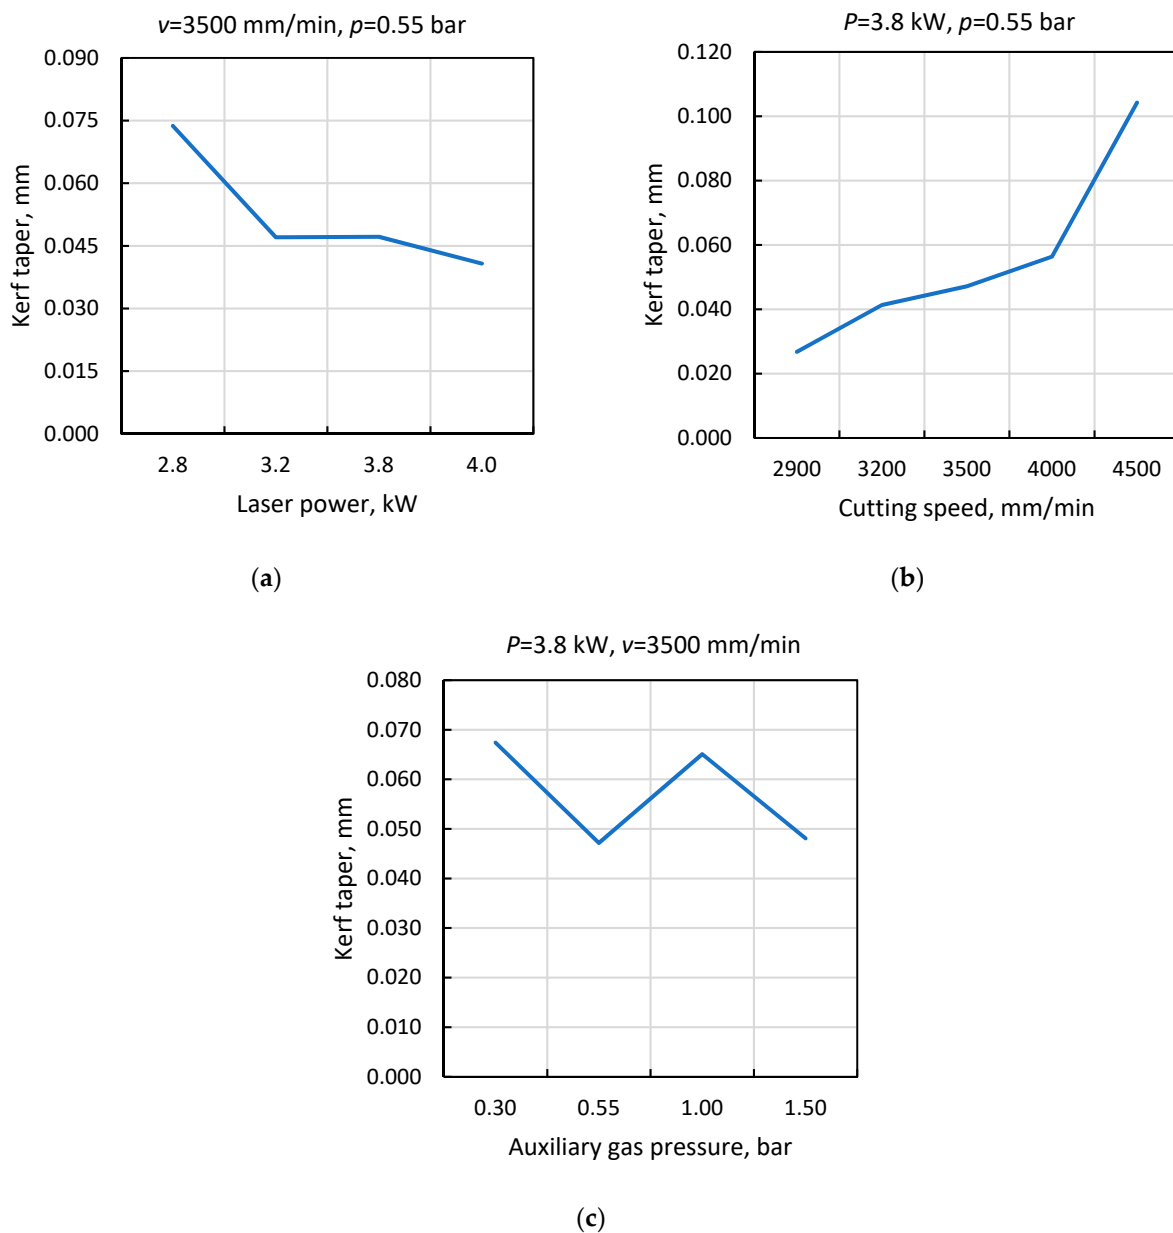 v=3500 mm/min, p=0.55 bar
0.090
0.075
0.060
0.045
0.030
0.015
0.000
Kerf taper, mm
2.8 3.2 3.8 4.0
Laser power, kW
(a)
P=3.8 kW, p=0.55 bar
0.120
0.100
0.080
0.060
0.040
0.020
0.000
Kerf taper, mm
2900 3200 3500 4000 4500
Cutting speed, mm/min
(b)
P=3.8 kW, v=3500 mm/min
0.080
0.070
0.060
0.050
0.040
0.030
0.020
0.010
0.000
Kerf taper, mm
0.30 0.55 1.00 1.50
Auxiliary gas pressure, bar
(c)